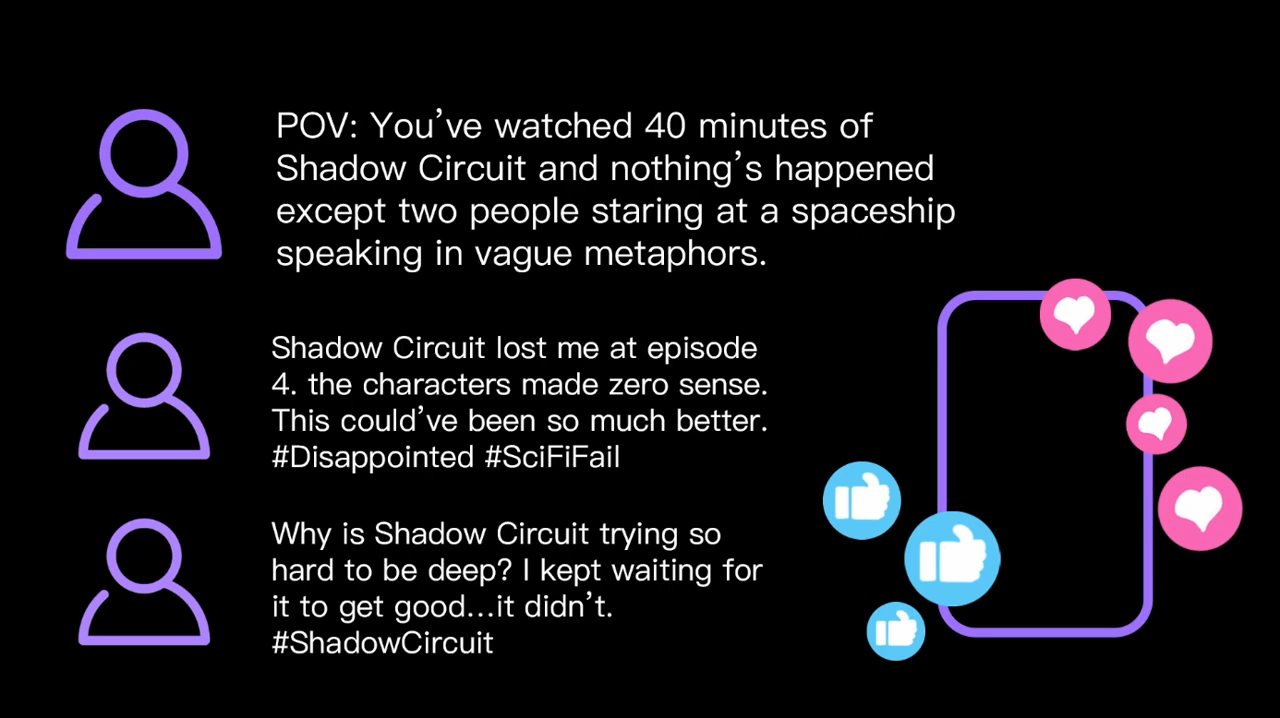 POV: You’ve watched 40 minutes of
Shadow Circuit and nothing’s happened
except two people staring at a spaceship
speaking in vague metaphors.
Shadow Circuit lost me at episode
4. the characters made zero sense.
This could’ve been so much better.
#Disappointed #SciFiFail
Why is Shadow Circuit trying so
hard to be deep? I kept waiting for
it to get good...it didn’t.
#ShadowCircuit